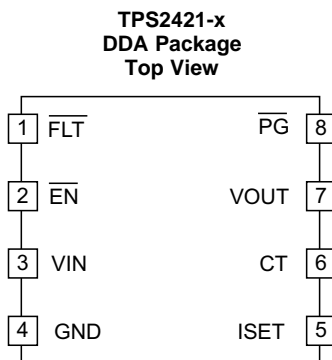 TPS2421-x
DDA Package
Top View
1 FLT PG 8
2 EN VOUT 7
3 VIN CT 6
4 GND ISET 5